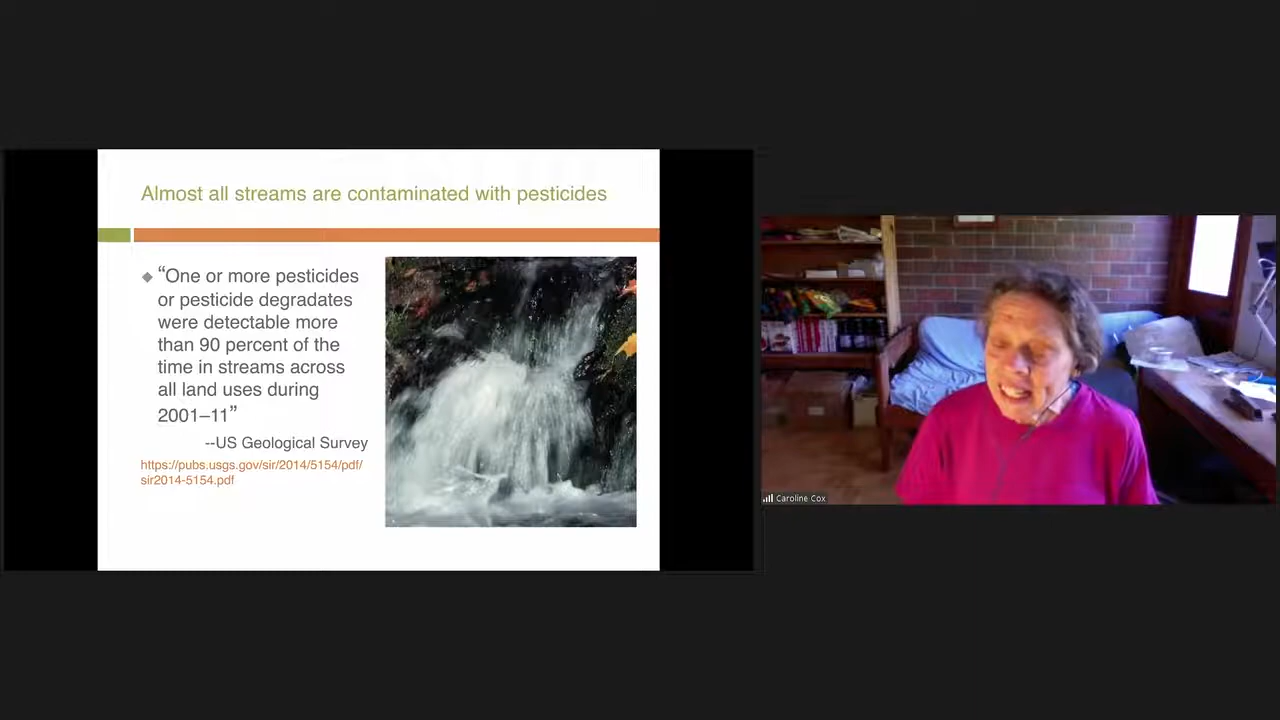 Almost all streams are contaminated with pesticides
◆ “One or more pesticides
or pesticide degradates
were detectable more
than 90 percent of the
time in streams across
all land uses during
2001–11”
--US Geological Survey
https://pubs.usgs.gov/sir/2014/5154/pdf/
sir2014-5154.pdf
Caroline Cox